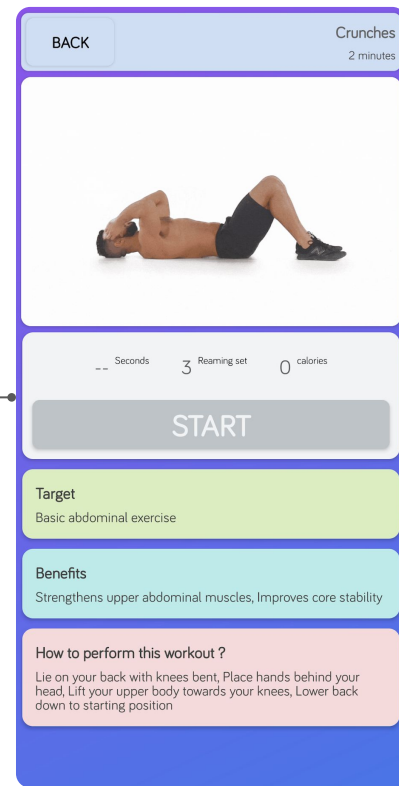 BACK
Crunches
2 minutes
-- Seconds 3 Reaming set 0 calories
START
Target
Basic abdominal exercise
Benefits
Strengthens upper abdominal muscles, Improves core stability
How to perform this workout ?
Lie on your back with knees bent, Place hands behind your
head, Lift your upper body towards your knees, Lower back
down to starting position